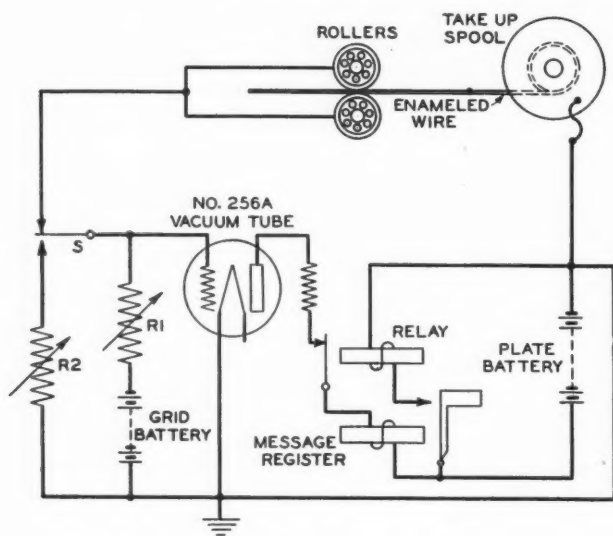 ROLLERS
TAKE UP
SPOOL
ENAMELED
WIRE
NO. 256A
VACUUM TUBE
S
R1
R2
RELAY
PLATE
BATTERY
GRID
BATTERY
MESSAGE
REGISTER